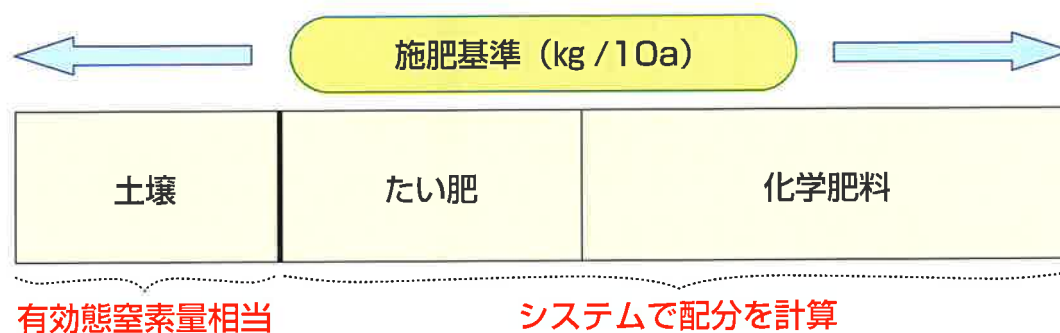 施肥基準（kg /10a）
土壌
たい肥
化学肥料
有効態窒素量相当
システムで配分を計算